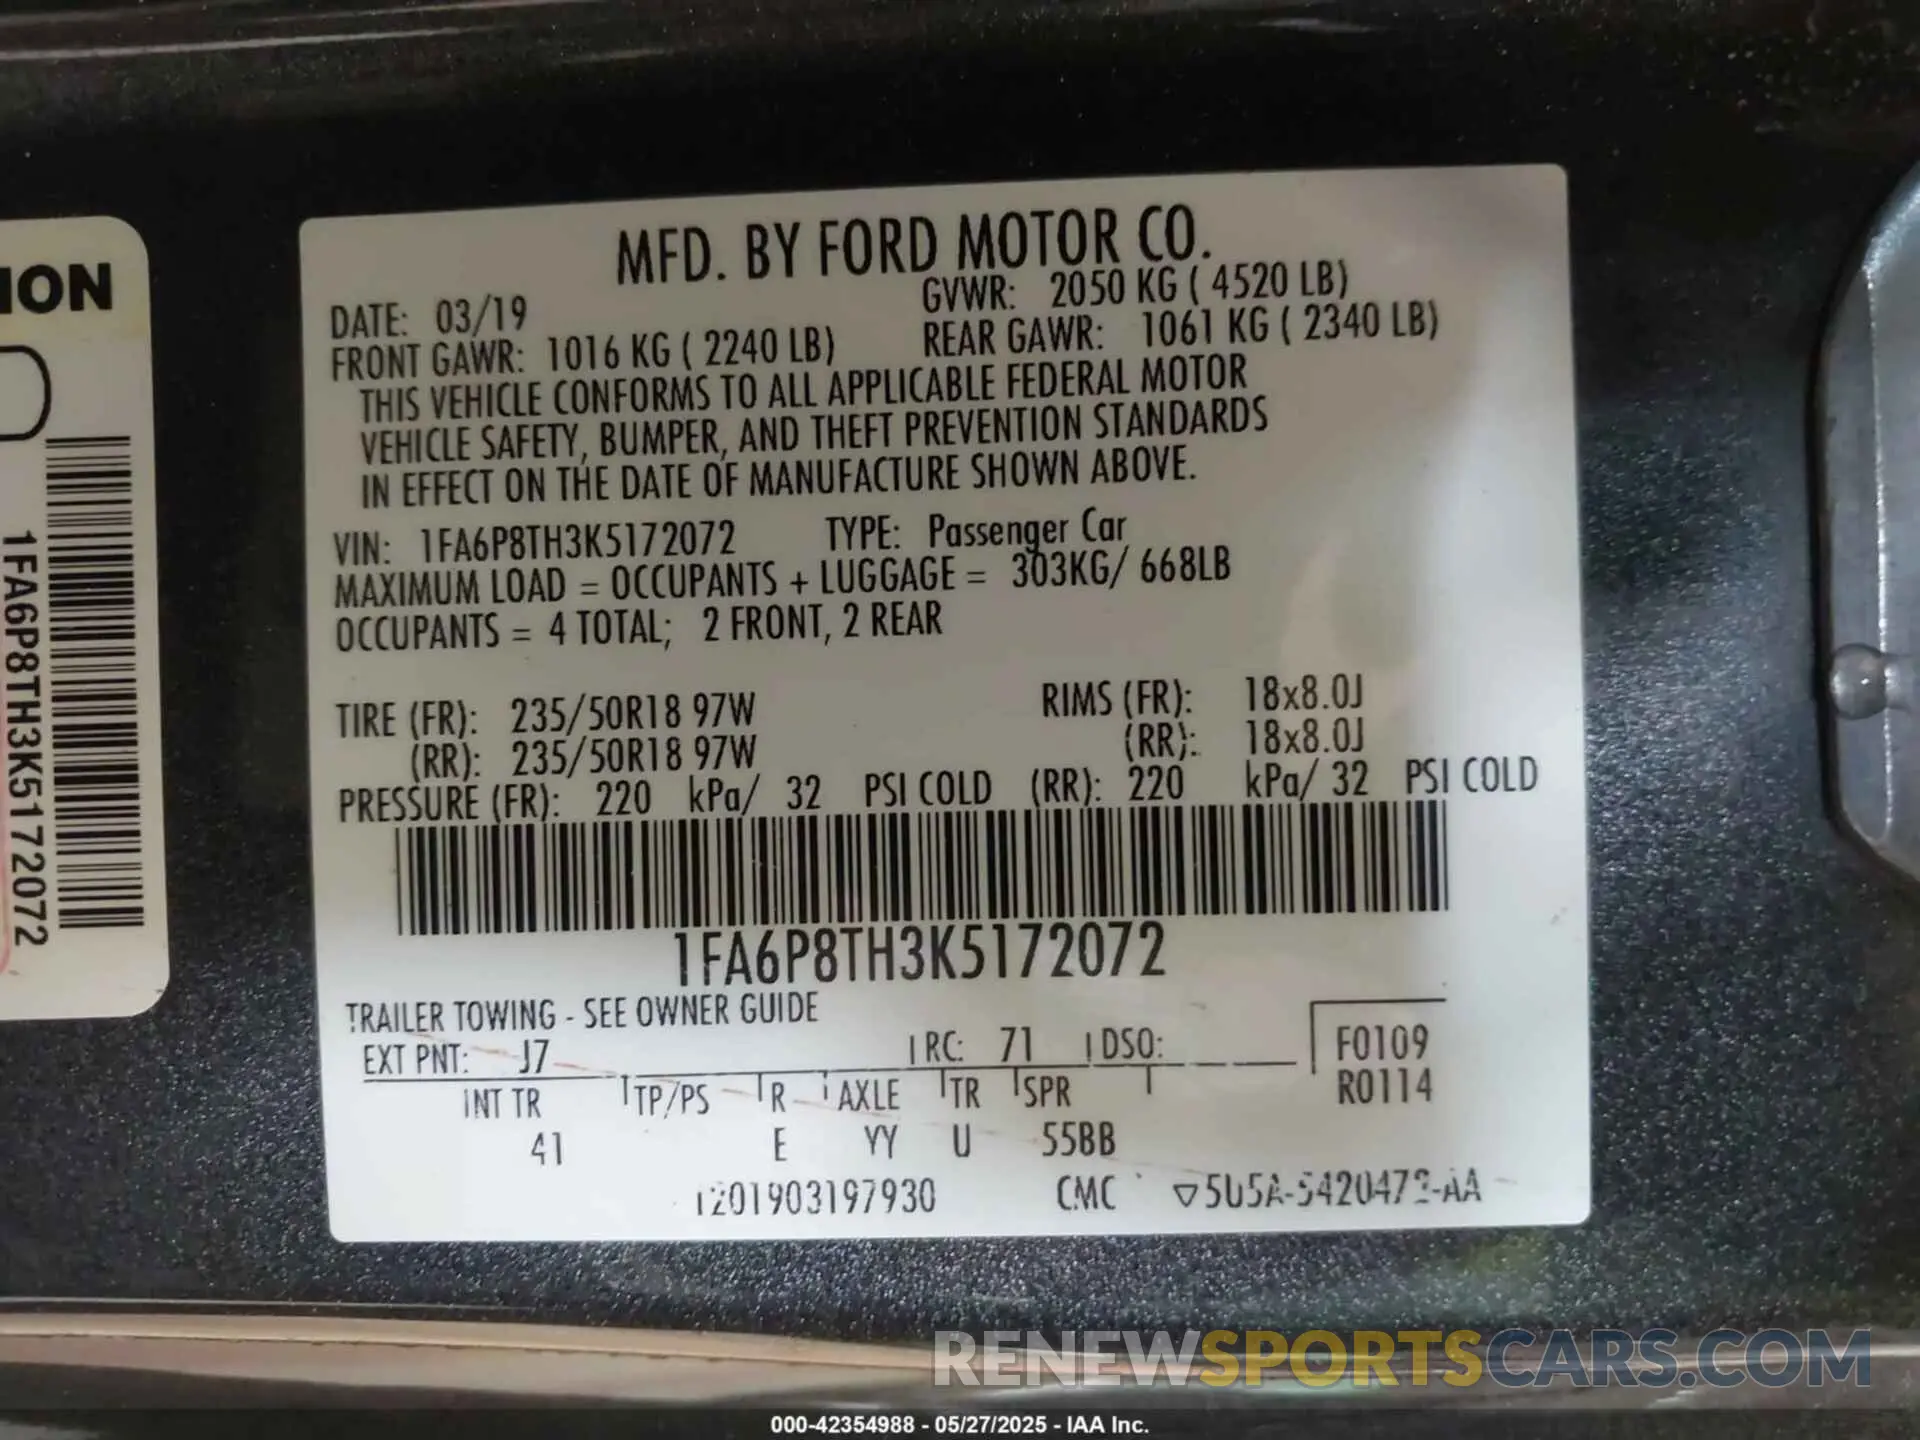 ION
1FA6P8TH3K5172072
MFD. BY FORD MOTOR CO.
DATE: 03/19 GVWR: 2050 KG ( 4520 LB)
FRONT GAWR: 1016 KG ( 2240 LB) REAR GAWR: 1061 KG ( 2340 LB)
THIS VEHICLE CONFORMS TO ALL APPLICABLE FEDERAL MOTOR
VEHICLE SAFETY, BUMPER, AND THEFT PREVENTION STANDARDS
IN EFFECT ON THE DATE OF MANUFACTURE SHOWN ABOVE.
VIN: 1FA6P8TH3K5172072 TYPE: Passenger Car
MAXIMUM LOAD = OCCUPANTS + LUGGAGE = 303KG/ 668LB
OCCUPANTS = 4 TOTAL; 2 FRONT, 2 REAR
TIRE (FR): 235/50R18 97W RIMS (FR): 18x8.0J
(RR): 235/50R18 97W (RR): 18x8.0J
PRESSURE (FR): 220 kPa/ 32 PSI COLD (RR): 220 kPa/ 32 PSI COLD
1FA6P8TH3K5172072
TRAILER TOWING - SEE OWNER GUIDE
EXT PNT: J7 RC: 71 DSO: F0109
INT TR TP/PS R AXLE TR SPR R0114
41 E YY U 55BB
1201903197930 CMC ▽5U5A-5420472-AA
RENEWSPORTSCARS.COM
000-42354988 - 05/27/2025 - IAA Inc.